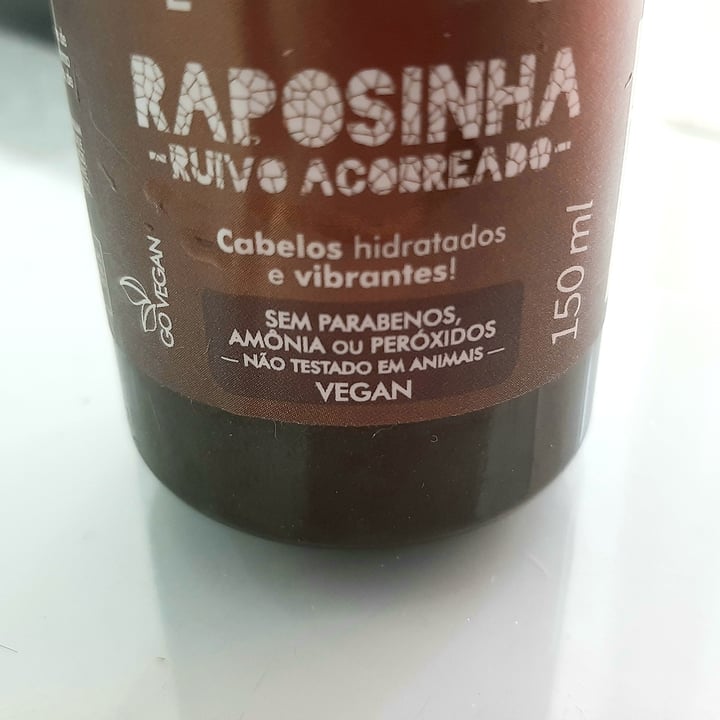 RAPOSINHA
-RUIVO ACOBREADO-
Cabelos hidratados
e vibrantes!
SEM PARABENOS,
AMÔNIA OU PERÓXIDOS
— NÃO TESTADO EM ANIMAIS —
VEGAN
GO VEGAN
150 ml